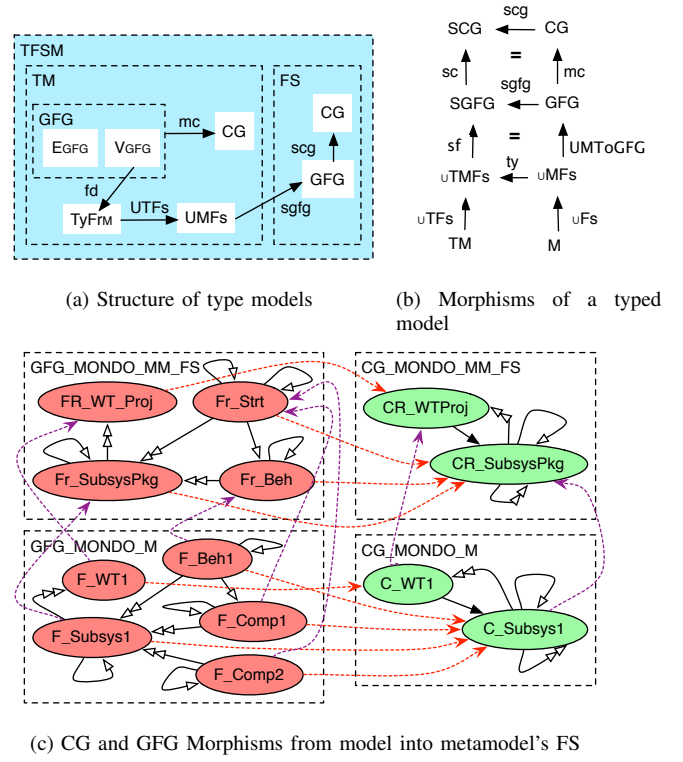 TFSM
TM
FS
GFG
EGFG
VGFG
mc
CG
CG
scg
GFG
fd
UTFs
TyFrM
UMFs
sgfg
scg
SCG
CG
=
sc
mc
sgfg
SGFG
GFG
=
sf
UMToGFG
ty
∪TMFs
∪MFs
∪TFs
∪Fs
TM
M
(a) Structure of type models
(b) Morphisms of a typed
model
GFG_MONDO_MM_FS
CG_MONDO_MM_FS
FR_WT_Proj
Fr_Strt
CR_WTProj
Fr_SubsysPkg
Fr_Beh
CR_SubsysPkg
GFG_MONDO_M
CG_MONDO_M
F_Beh1
F_WT1
C_WT1
F_Subsys1
F_Comp1
C_Subsys1
F_Comp2
(c) CG and GFG Morphisms from model into metamodel's FS